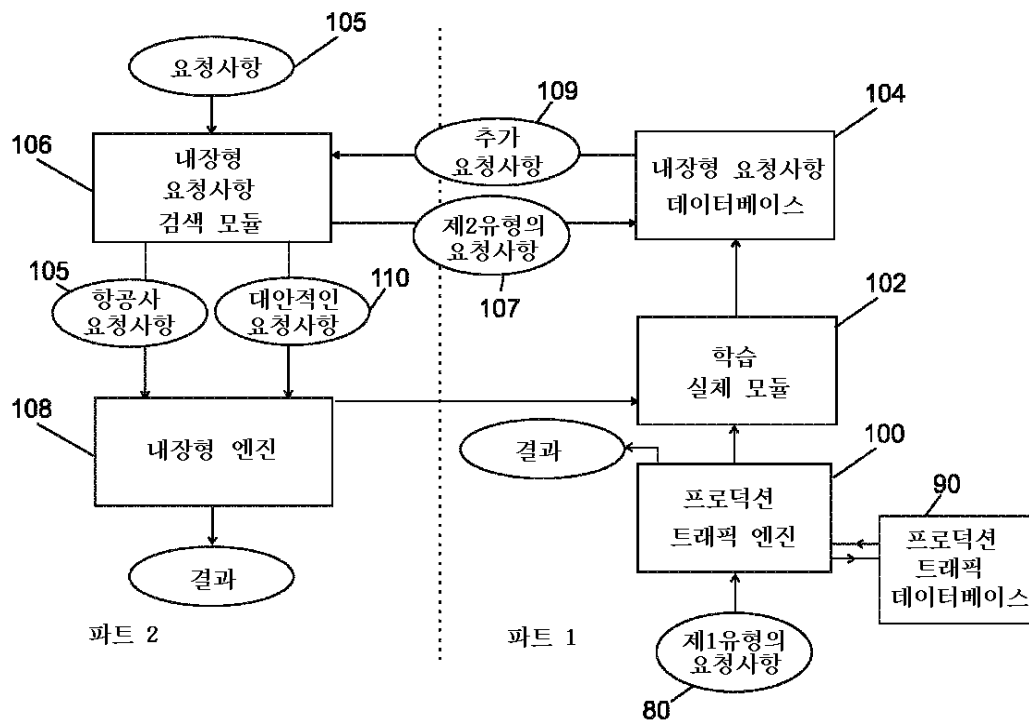 105
요청사항
109
104
106
내장형
요청사항
검색 모듈
추가
요청사항
내장형 요청사항
데이터베이스
제2유형의
요청사항
107
105
항공사
요청사항
대안적인
요청사항
110
102
학습
실체 모듈
108
내장형 엔진
결과
100
프로덕션
트래픽 엔진
90
프로덕션
트래픽
데이터베이스
결과
파트 2
파트 1
제1유형의
요청사항
80